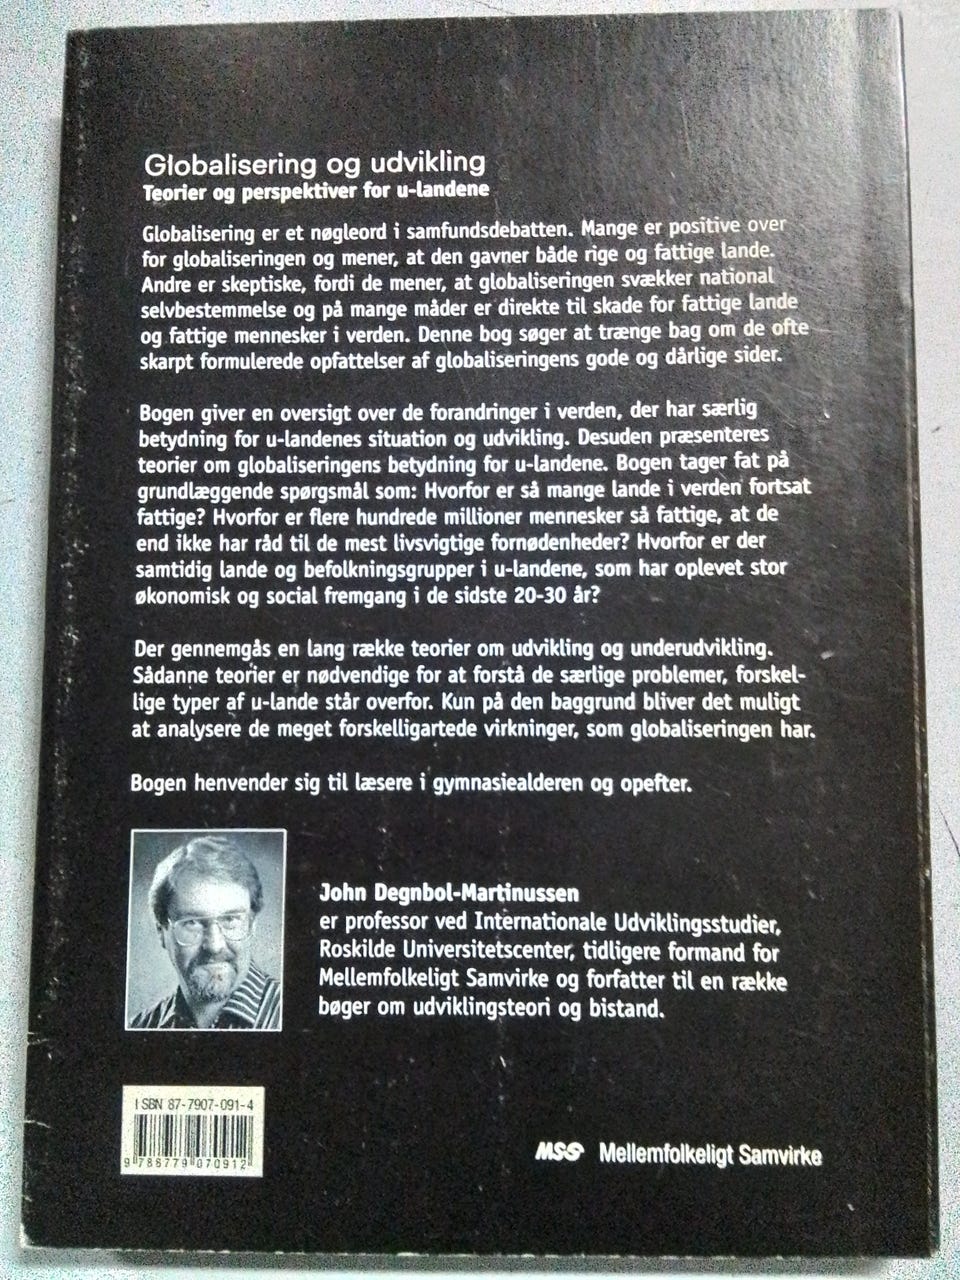 Globalisering og udvikling
Teorier og perspektiver for u-landene
Globalisering er et nøgleord i samfundsdebatten. Mange er positive over
for globaliseringen og mener, at den gavner både rige og fattige lande.
Andre er skeptiske, fordi de mener, at globaliseringen svækker national
selvbestemmelse og på mange måder er direkte til skade for fattige lande
og fattige mennesker i verden. Denne bog søger at trænge bag om de ofte
skarpt formulerede opfattelser af globaliseringens gode og dårlige sider.
Bogen giver en oversigt over de forandringer i verden, der har særlig
betydning for u-landenes situation og udvikling. Desuden præsenteres
teorier om globaliseringens betydning for u-landene. Bogen tager fat på
grundlæggende spørgsmål som: Hvorfor er så mange lande i verden fortsat
fattige? Hvorfor er flere hundrede millioner mennesker så fattige, at de
end ikke har råd til de mest livsvigtige fornødenheder? Hvorfor er der
samtidig lande og befolkningsgrupper i u-landene, som har oplevet stor
økonomisk og social fremgang i de sidste 20-30 år?
Der gennemgås en lang række teorier om udvikling og underudvikling.
Sådanne teorier er nødvendige for at forstå de særlige problemer, forskel-
lige typer af u-lande står overfor. Kun på den baggrund bliver det muligt
at analysere de meget forskelligartede virkninger, som globaliseringen har.
Bogen henvender sig til læsere i gymnasiealderen og opefter.
John Degnbol-Martinussen
er professor ved Internationale Udviklingsstudier,
Roskilde Universitetscenter, tidligere formand for
Mellemfolkeligt Samvirke og forfatter til en række
bøger om udviklingsteori og bistand.
ISBN 87-7907-091-4
9 788779 070912
MS Mellemfolkeligt Samvirke